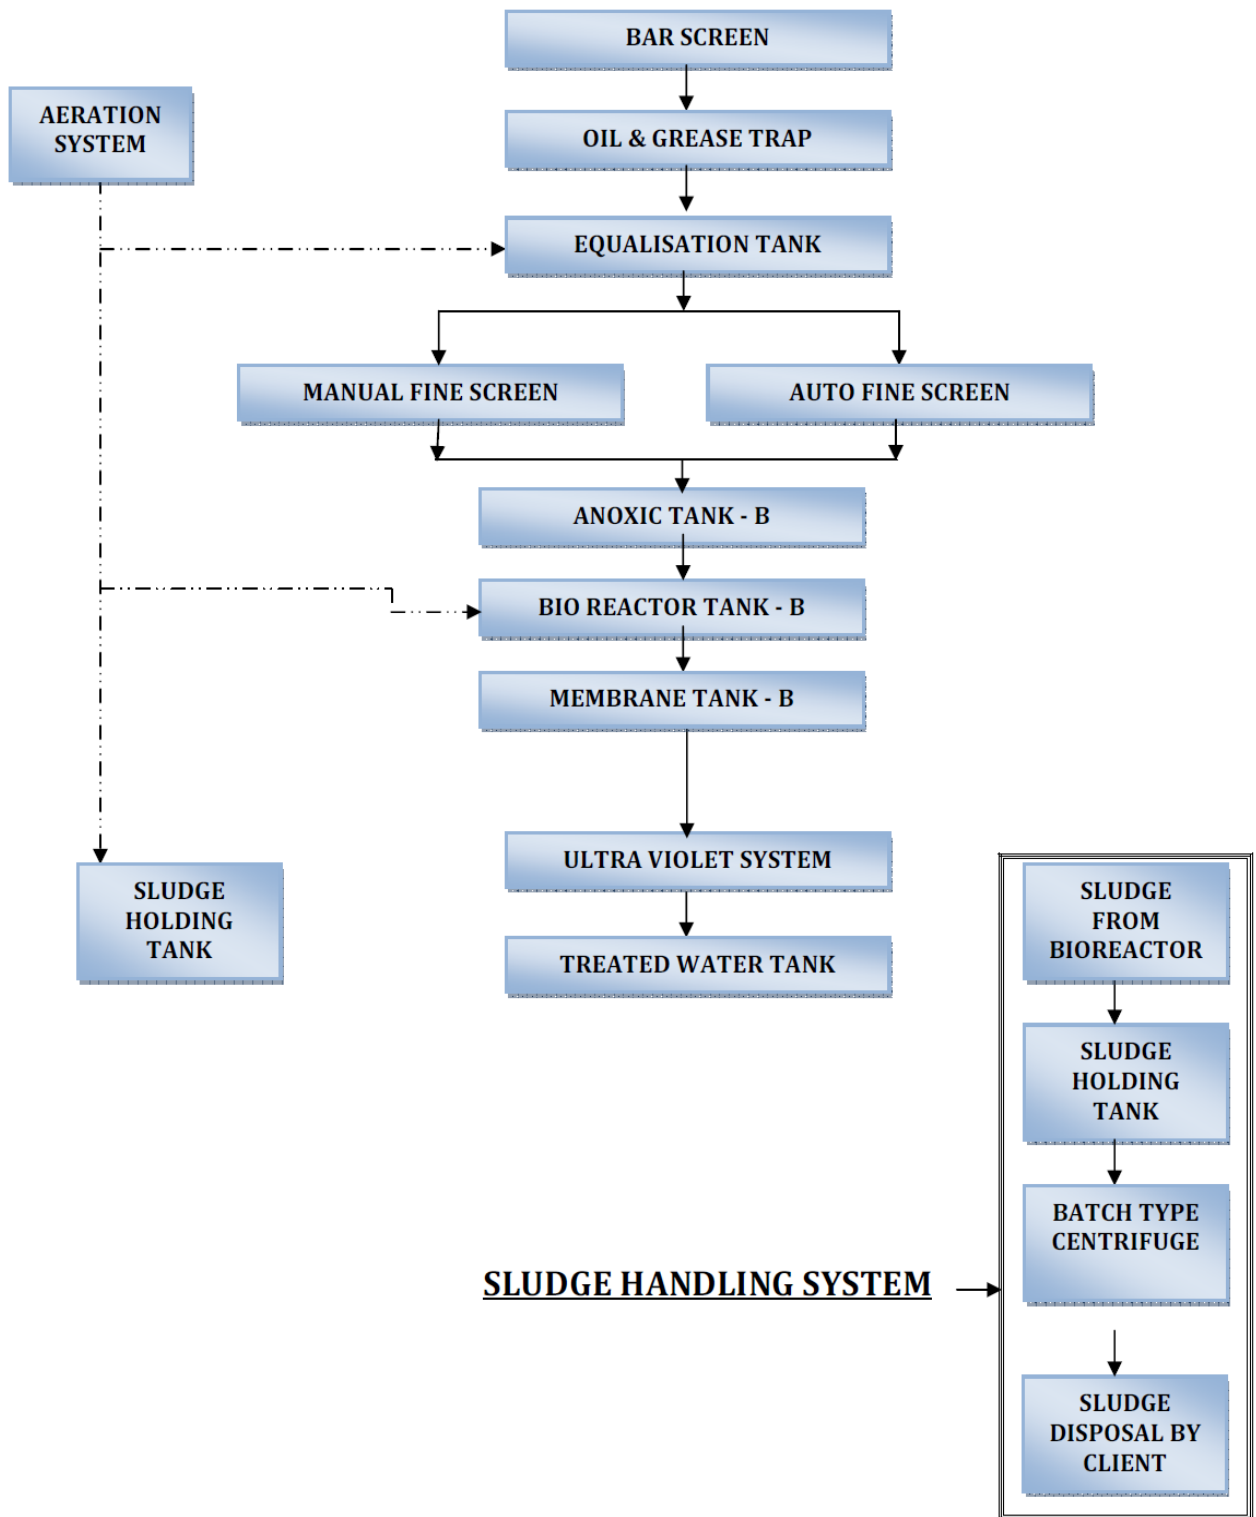 BAR SCREEN
AERATION
SYSTEM
OIL & GREASE TRAP
EQUALISATION TANK
MANUAL FINE SCREEN
AUTO FINE SCREEN
ANOXIC TANK - B
BIO REACTOR TANK - B
MEMBRANE TANK - B
ULTRA VIOLET SYSTEM
TREATED WATER TANK
SLUDGE
HOLDING
TANK
SLUDGE
FROM
BIOREACTOR
SLUDGE
HOLDING
TANK
BATCH TYPE
CENTRIFUGE
SLUDGE HANDLING SYSTEM
SLUDGE
DISPOSAL BY
CLIENT